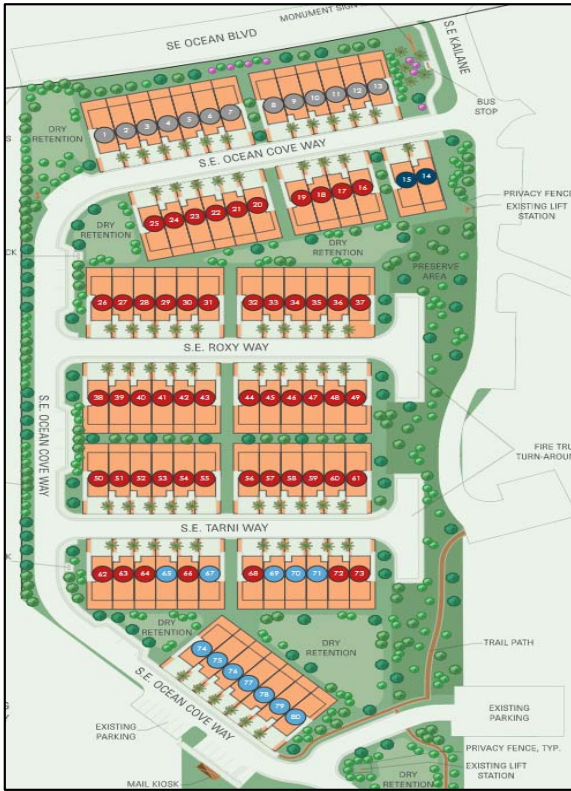 MONUMENT SIGN
SE OCEAN BLVD
S.E KAILANE
BUS
STOP
DRY
RETENTION
1 2 3 4 5 6 7
8 9 10 11 12 13
S.E. OCEAN COVE WAY
15 14
PRIVACY FENCE
EXISTING LIFT
STATION
25 24 23 22 21 20
19 18 17 16
DRY
RETENTION
DRY
RETENTION
CK
PRESERVE
AREA
26 27 28 29 30 31
32 33 34 35 36 37
S.E. ROXY WAY
38 39 40 41 42 43
44 45 46 47 48 49
S.E. OCEAN COVE WAY
FIRE TRU
TURN-AROUN
50 51 52 53 54 55
56 57 58 59 60 61
S.E. TARNI WAY
K
62 63 64 65 66 67
68 69 70 71 72 73
DRY
RETENTION
DRY
RETENTION
TRAIL PATH
74 75 76 77 78 79 80
S.E. OCEAN COVE WAY
EXISTING
PARKING
EXISTING
PARKING
PRIVACY FENCE, TYP.
EXISTING LIFT
STATION
MAIL KIOSK
DRY
RETENTION